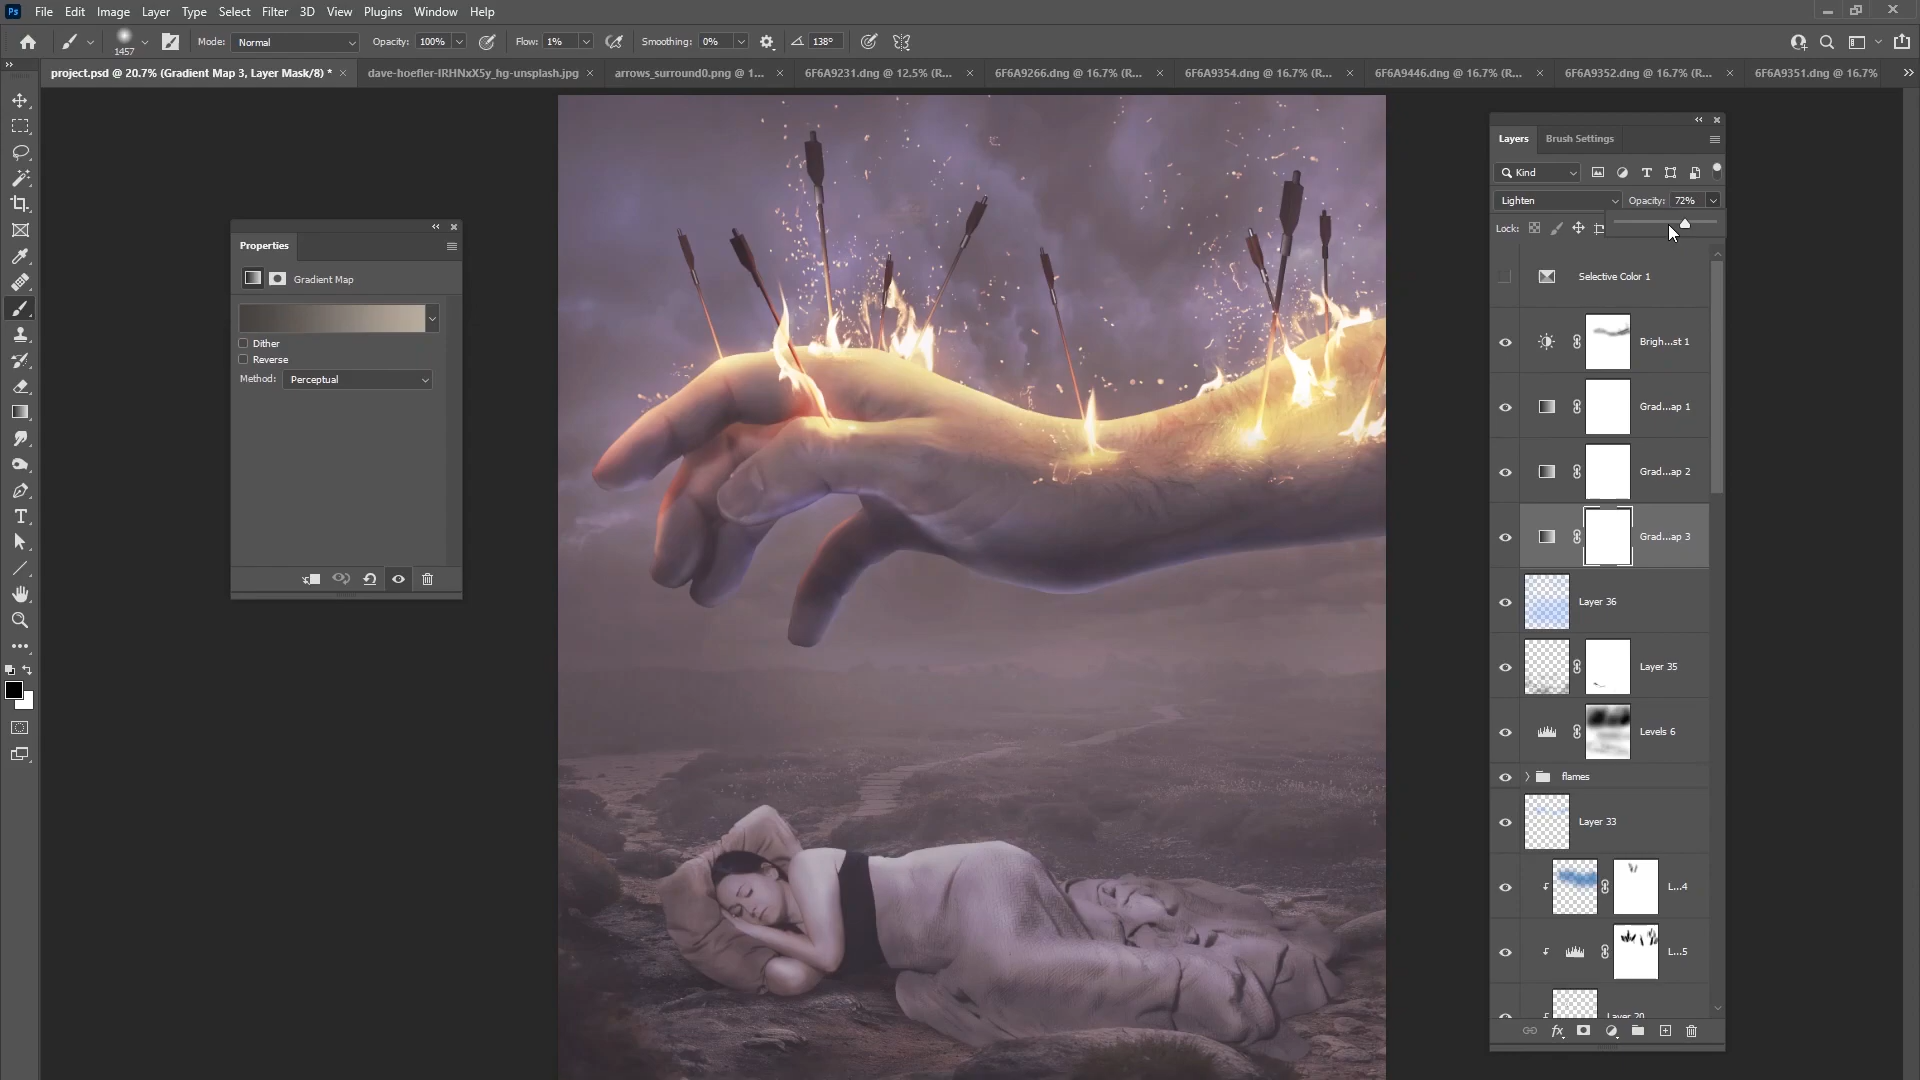 Ps File Edit Image Layer Type Select Filter 3D View Plugins Window Help
1457 Mode: Normal Opacity: 100% Flow: 1% Smoothing: 0% 138°
project.psd @ 20.7% (Gradient Map 3, Layer Mask/8) * dave-hoefler-IRHNxX5y_hg-unsplash.jpg arrows_surround0.png @ 1... 6F6A9231.dng @ 12.5% (R... 6F6A9266.dng @ 16.7% (R... 6F6A9354.dng @ 16.7% (R... 6F6A9446.dng @ 16.7% (R... 6F6A9352.dng @ 16.7% (R... 6F6A9351.dng @ 16.7%
Properties
Gradient Map
Dither
Reverse
Method: Perceptual
Layers Brush Settings
Kind
Lighten Opacity: 72%
Lock:
Selective Color 1
Brigh...st 1
Grad...ap 1
Grad...ap 2
Grad...ap 3
Layer 36
Layer 35
Levels 6
flames
Layer 33
L...4
L...5
Layer 20
fx